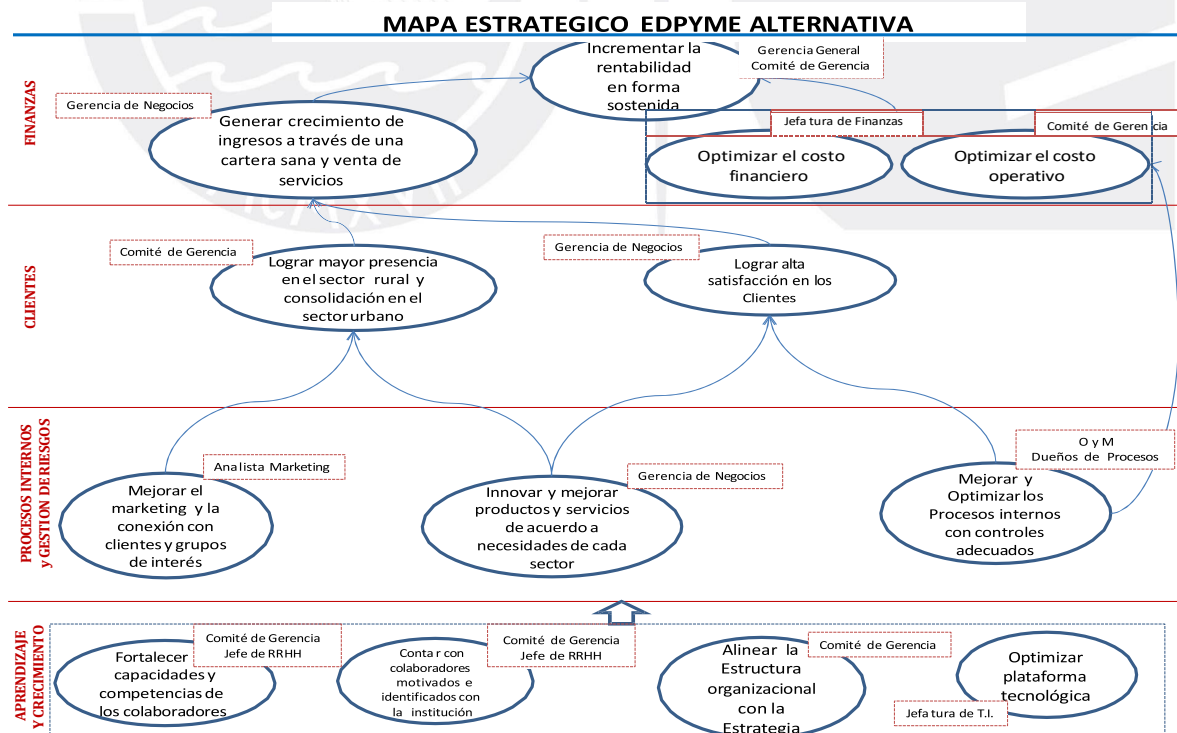 MAPA ESTRATEGICO EDPYME ALTERNATIVA
FINANZAS
Incrementar la
rentabilidad
en forma
sostenida
Gerencia General
Comité de Gerencia
Gerencia de Negocios
Generar crecimiento de
ingresos a través de una
cartera sana y venta de
servicios
Jefatura de Finanzas
Comité de Gerencia
Optimizar el costo
financiero
Optimizar el costo
operativo
CLIENTES
Comité de Gerencia
Lograr mayor presencia
en el sector rural y
consolidación en el
sector urbano
Gerencia de Negocios
Lograr alta
satisfacción en los
Clientes
PROCESOS INTERNOS
y GESTION DE RIESGOS
Analista Marketing
Mejorar el
marketing y la
conexión con
clientes y grupos
de interés
Gerencia de Negocios
Innovar y mejorar
productos y servicios
de acuerdo a
necesidades de cada
sector
O y M
Dueños de Procesos
Mejorar y
Optimizar los
Procesos internos
con controles
adecuados
APRENDIZAJE
Y CRECIMIENTO
Comité de Gerencia
Jefe de RRHH
Fortalecer
capacidades y
competencias de
los colaboradores
Comité de Gerencia
Jefe de RRHH
Contar con
colaboradores
motivados e
identificados con
la institución
Comité de Gerencia
Alinear la
Estructura
organizacional
con la
Estrategia
Optimizar
plataforma
tecnológica
Jefatura de T.I.